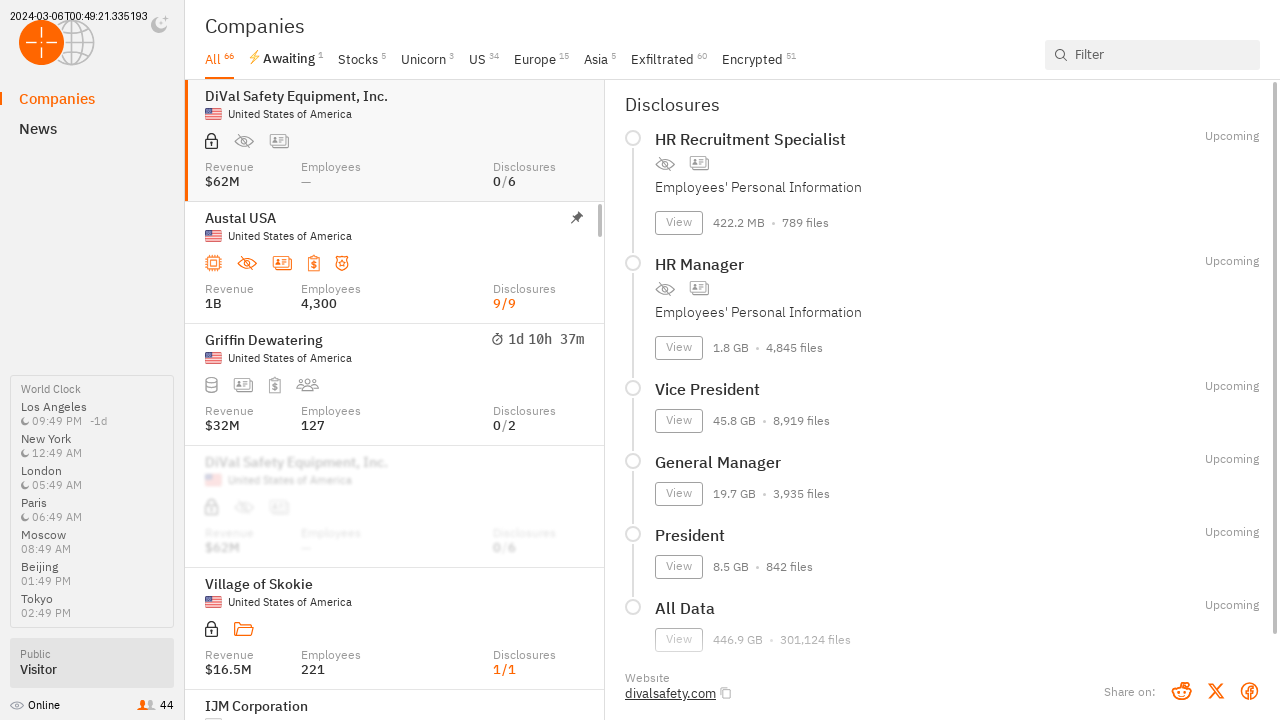 2024-03-06T00:49:21.335193
Companies
News
World Clock
Los Angeles
09:49 PM -1d
New York
12:49 AM
London
05:49 AM
Paris
06:49 AM
Moscow
08:49 AM
Beijing
01:49 PM
Tokyo
02:49 PM
Public
Visitor
Online 44
Companies
All 66 Awaiting 1 Stocks 5 Unicorn 3 US 34 Europe 15 Asia 5 Exfiltrated 60 Encrypted 51
Filter
DiVal Safety Equipment, Inc.
United States of America
Revenue Employees Disclosures
$62M — 0/6
Austal USA
United States of America
Revenue Employees Disclosures
1B 4,300 9/9
Griffin Dewatering 1d 10h 37m
United States of America
Revenue Employees Disclosures
$32M 127 0/2
DiVal Safety Equipment, Inc.
United States of America
Revenue Employees Disclosures
$62M — 0/6
Village of Skokie
United States of America
Revenue Employees Disclosures
$16.5M 221 1/1
IJM Corporation
Disclosures
HR Recruitment Specialist Upcoming
Employees' Personal Information
View 422.2 MB • 789 files
HR Manager Upcoming
Employees' Personal Information
View 1.8 GB • 4,845 files
Vice President Upcoming
View 45.8 GB • 8,919 files
General Manager Upcoming
View 19.7 GB • 3,935 files
President Upcoming
View 8.5 GB • 842 files
All Data Upcoming
View 446.9 GB • 301,124 files
Website
divalsafety.com
Share on: